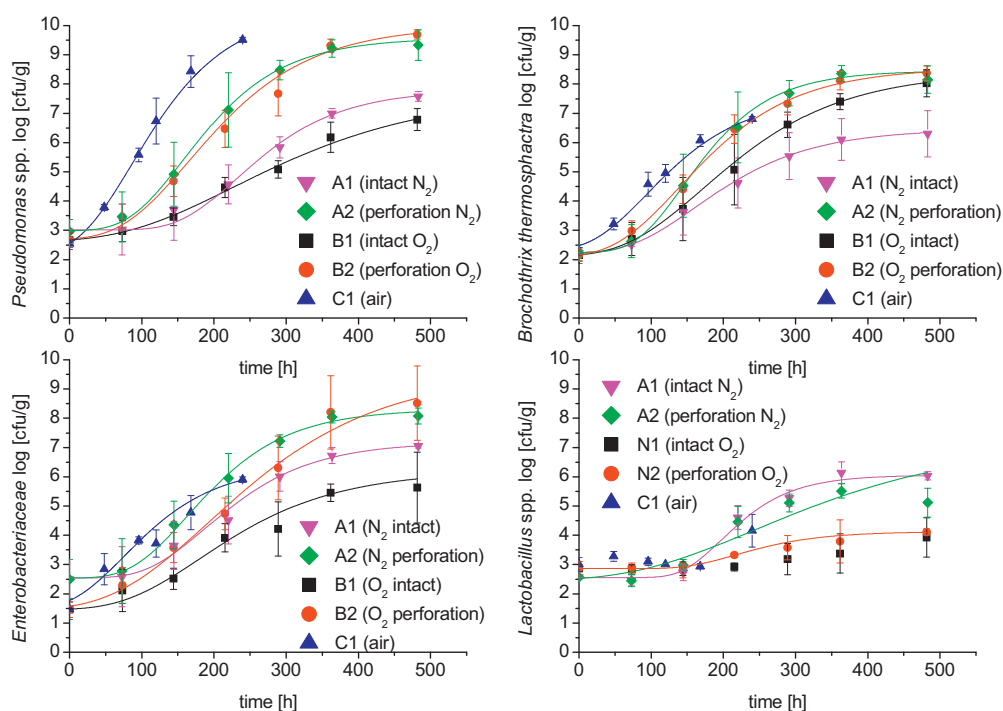 Pseudomonas spp. log [cfu/g]
10
9
8
7
6
5
4
3
2
1
0
A1 (intact N₂)
A2 (perforation N₂)
B1 (intact O₂)
B2 (perforation O₂)
C1 (air)
0 100 200 300 400 500
time [h]
Brochothrix thermosphactra log [cfu/g]
10
9
8
7
6
5
4
3
2
1
0
A1 (N₂ intact)
A2 (N₂ perforation)
B1 (O₂ intact)
B2 (O₂ perforation)
C1 (air)
0 100 200 300 400 500
time [h]
Enterobacteriaceae log [cfu/g]
10
9
8
7
6
5
4
3
2
1
0
A1 (N₂ intact)
A2 (N₂ perforation)
B1 (O₂ intact)
B2 (O₂ perforation)
C1 (air)
0 100 200 300 400 500
time [h]
Lactobacillus spp. log [cfu/g]
10
9
8
7
6
5
4
3
2
1
0
A1 (intact N₂)
A2 (perforation N₂)
N1 (intact O₂)
N2 (perforation O₂)
C1 (air)
0 100 200 300 400 500
time [h]